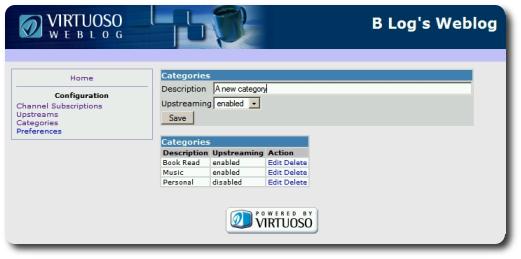 VIRTUOSO
WEBLOG
B Log's Weblog
Home
Configuration
Channel Subscriptions
Upstreams
Categories
Preferences
Categories
Description A new category
Upstreaming enabled
Save
Categories
Description Upstreaming Action
Book Read enabled Edit Delete
Music enabled Edit Delete
Personal disabled Edit Delete
POWERED BY
VIRTUOSO